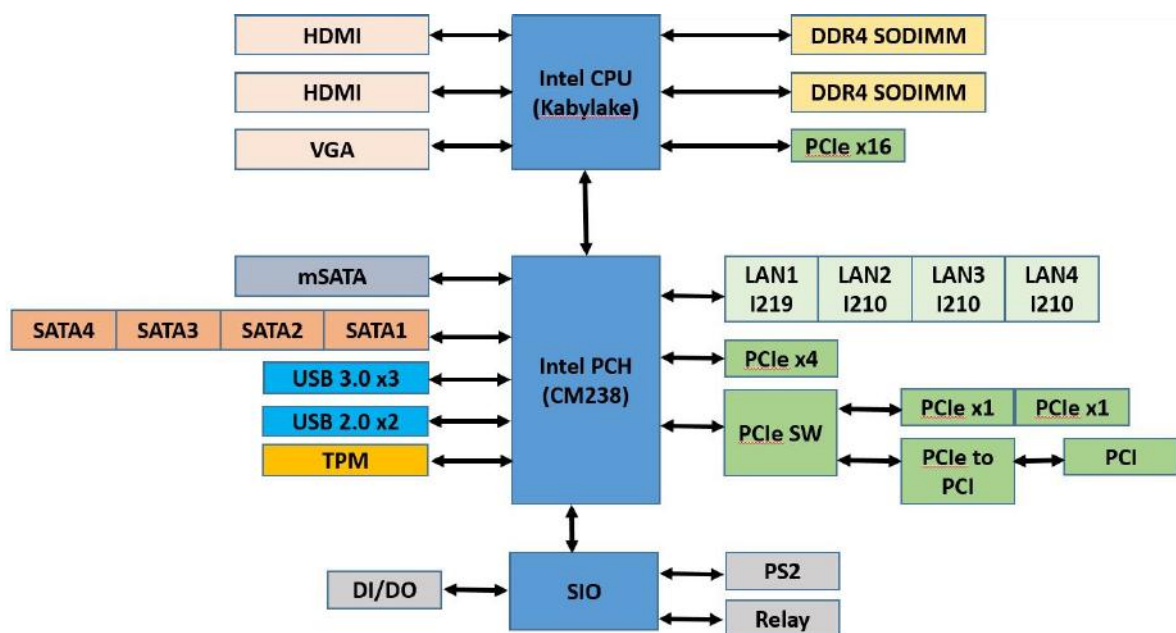 HDMI
HDMI
VGA
Intel CPU
(Kabylake)
DDR4 SODIMM
DDR4 SODIMM
PCIe x16
mSATA
SATA4 SATA3 SATA2 SATA1
USB 3.0 x3
USB 2.0 x2
TPM
Intel PCH
(CM238)
LAN1 LAN2 LAN3 LAN4
I219 I210 I210 I210
PCIe x4
PCIe SW
PCIe x1 PCIe x1
PCIe to
PCI
PCI
DI/DO
SIO
PS2
Relay